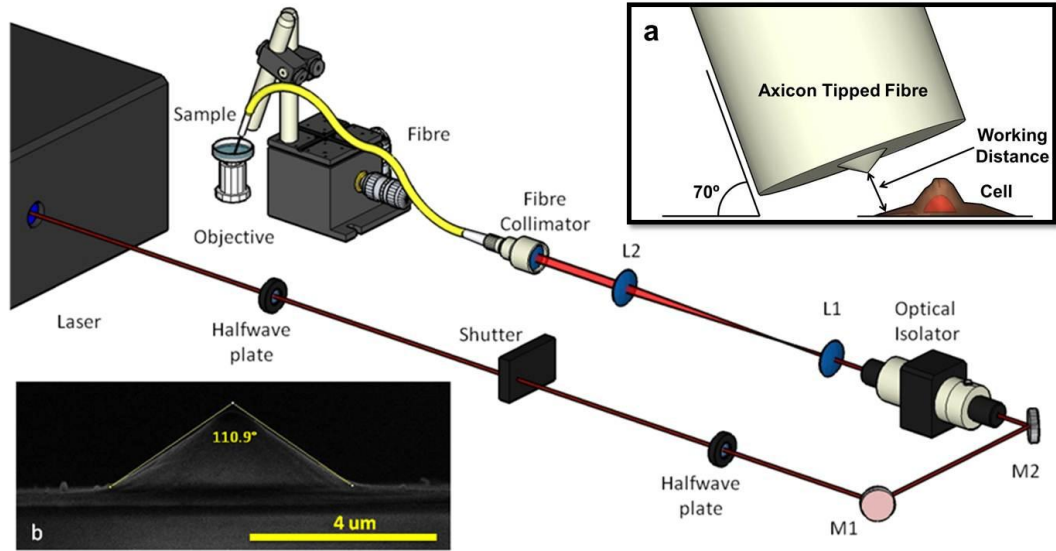 a
Axicon Tipped Fibre
Working
Distance
70º
Cell
Sample
Fibre
Fibre
Collimator
Objective
L2
L1
Optical
Isolator
Laser
Halfwave
plate
Shutter
M2
Halfwave
plate
M1
110.9°
4 um
b